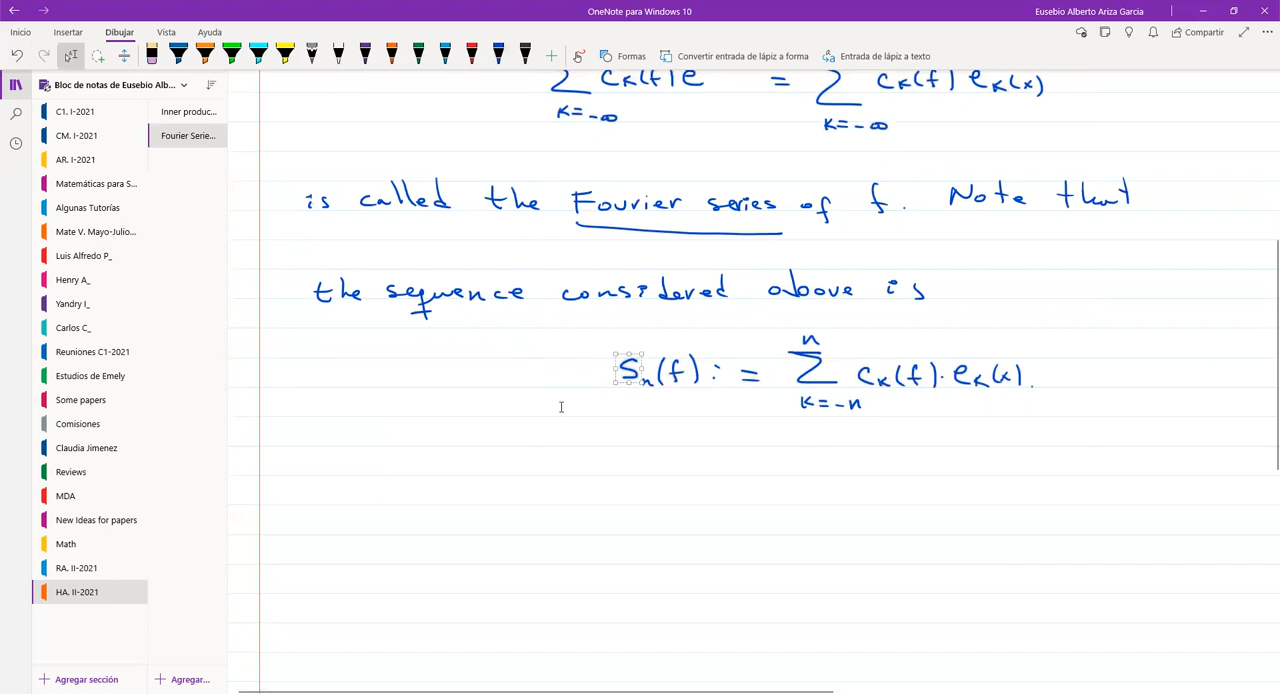 OneNote para Windows 10
Eusebio Alberto Ariza Garcia
Inicio Insertar Dibujar Vista Ayuda
Compartir
Formas Convertir entrada de lápiz a forma Entrada de lápiz a texto
Bloc de notas de Eusebio Alb...
C1. I-2021
CM. I-2021
AR. I-2021
Matemáticas para S...
Algunas Tutorías
Mate V. Mayo-Julio...
Luis Alfredo P_
Henry A_
Yandry I_
Carlos C_
Reuniones C1-2021
Estudios de Emely
Some papers
Comisiones
Claudia Jimenez
Reviews
MDA
New Ideas for papers
Math
RA. II-2021
HA. II-2021
Agregar sección
Inner produc...
Fourier Serie...
Agregar...
∑ cₖ(f) e = ∑ cₖ(f) eₖ(x)
k=-∞ k=-∞
is called the Fourier series of f. Note that
the sequence considered above is
n
Sₙ(f) := ∑ cₖ(f)·eₖ(x).
k=-n